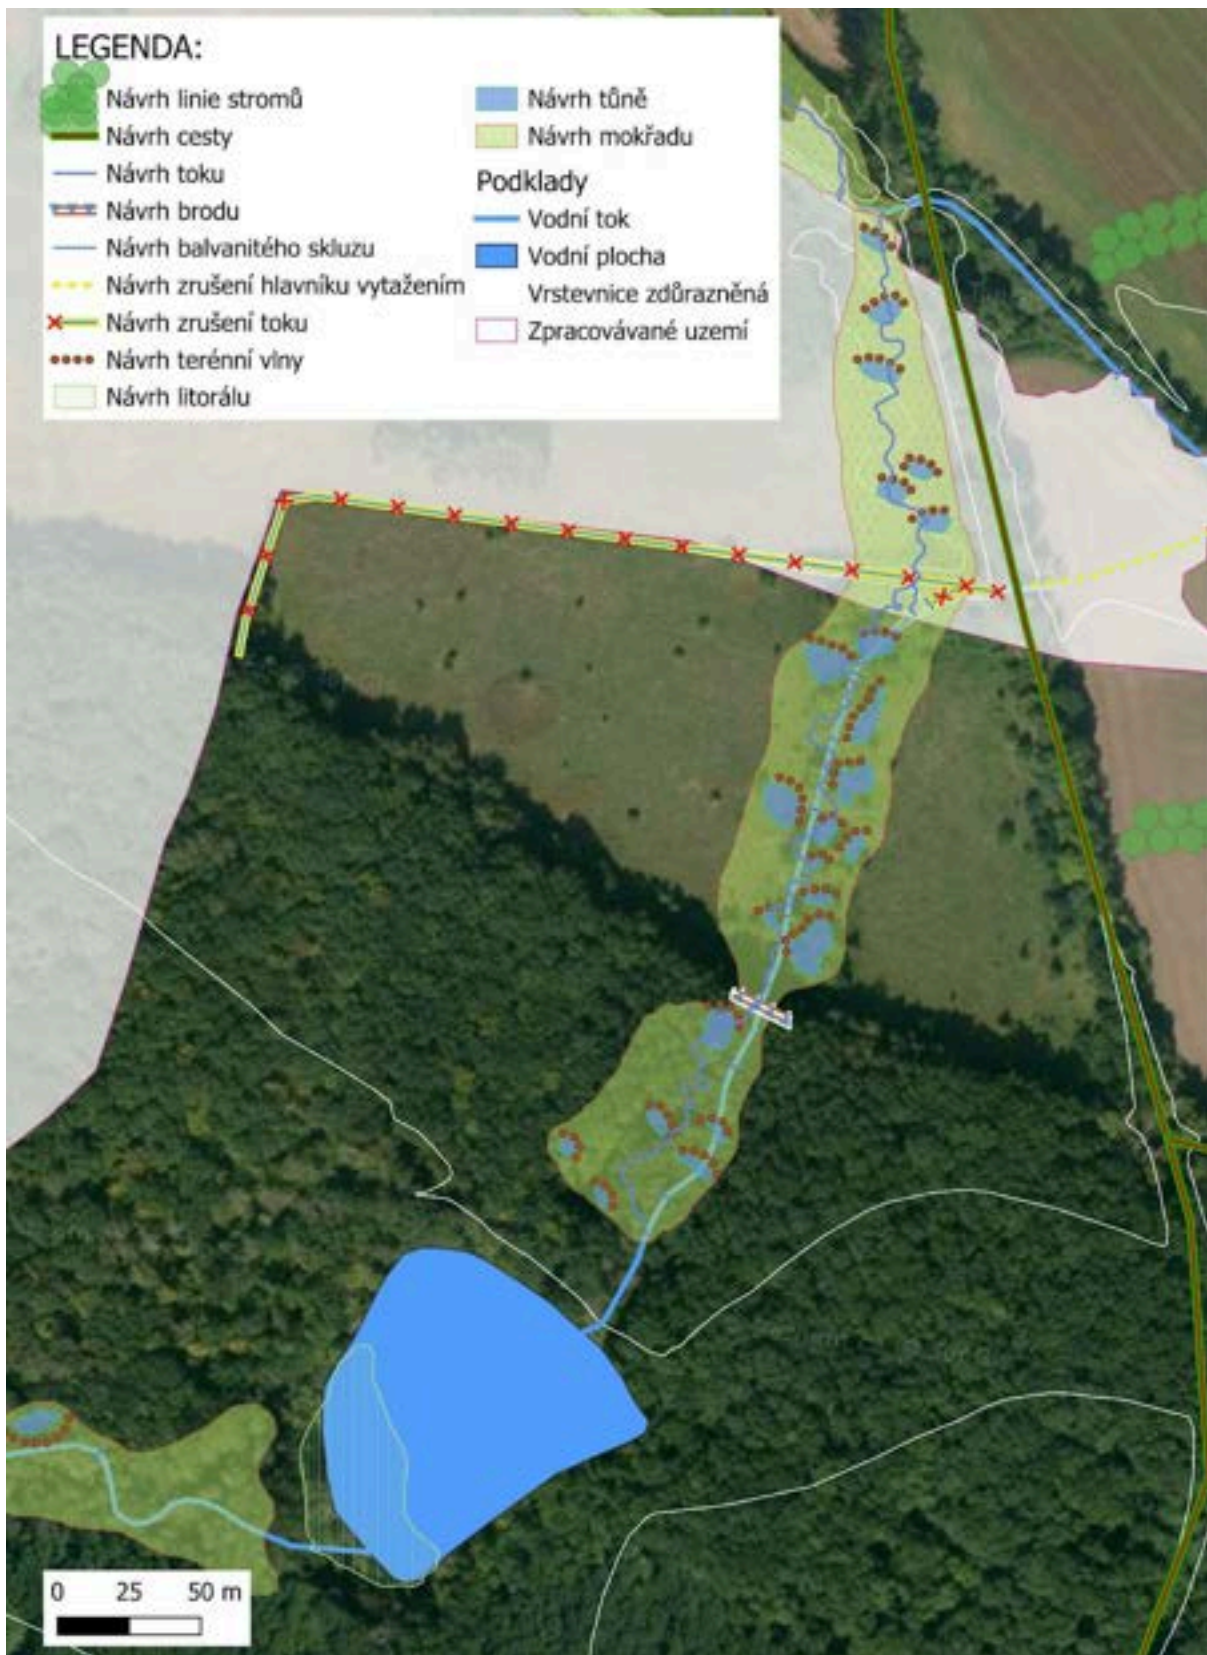 LEGENDA:
Návrh linie stromů
Návrh cesty
Návrh toku
Návrh brodu
Návrh balvanitého skluzu
Návrh zrušení hlavníku vytažením
Návrh zrušení toku
Návrh terénní vlny
Návrh litorálu
Návrh tůně
Návrh mokřadu
Podklady
Vodní tok
Vodní plocha
Vrstevnice zdůrazněná
Zpracovávané uzemí
0 25 50 m